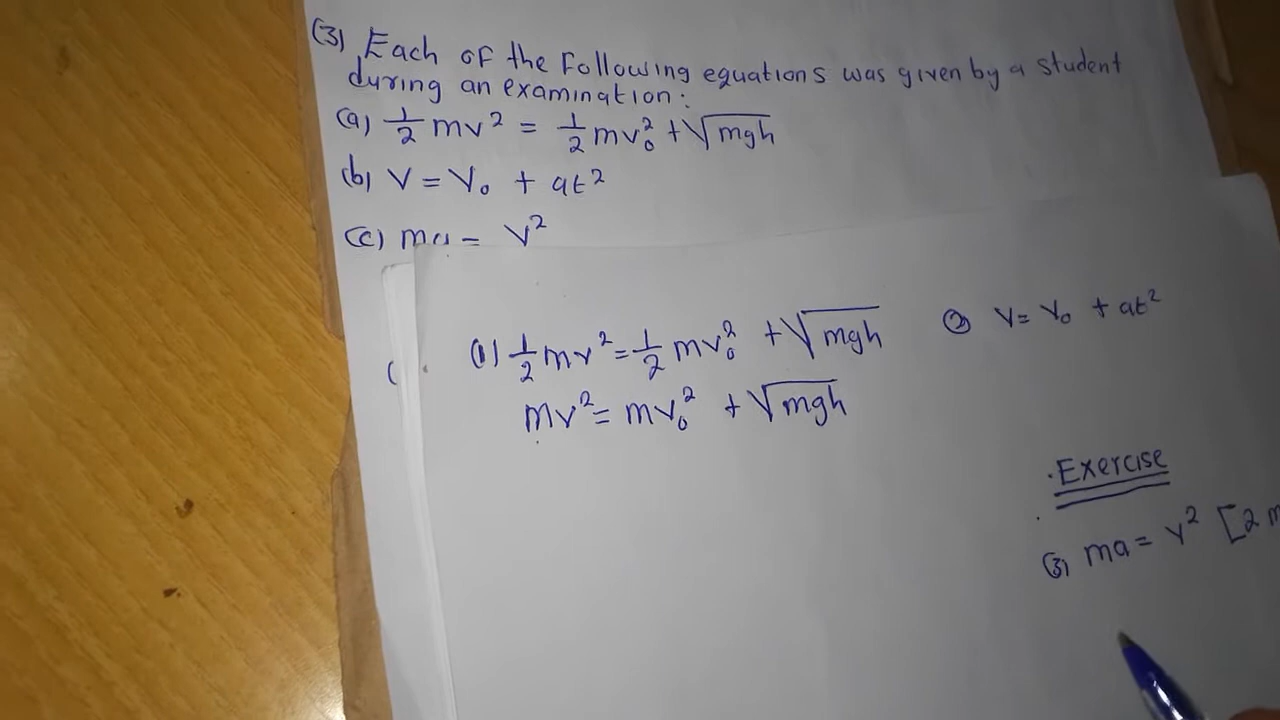 (3) Each of the following equations was given by a student
during an examination:
(a) ½ mv² = ½ mv₀² + √mgh
(b) V = V₀ + at²
(c) ma = V²
(
(1) ½ mv² = ½ mv₀² + √mgh
mv² = mv₀² + √mgh
② V = V₀ + at²
Exercise
(3) ma = V² [2 m